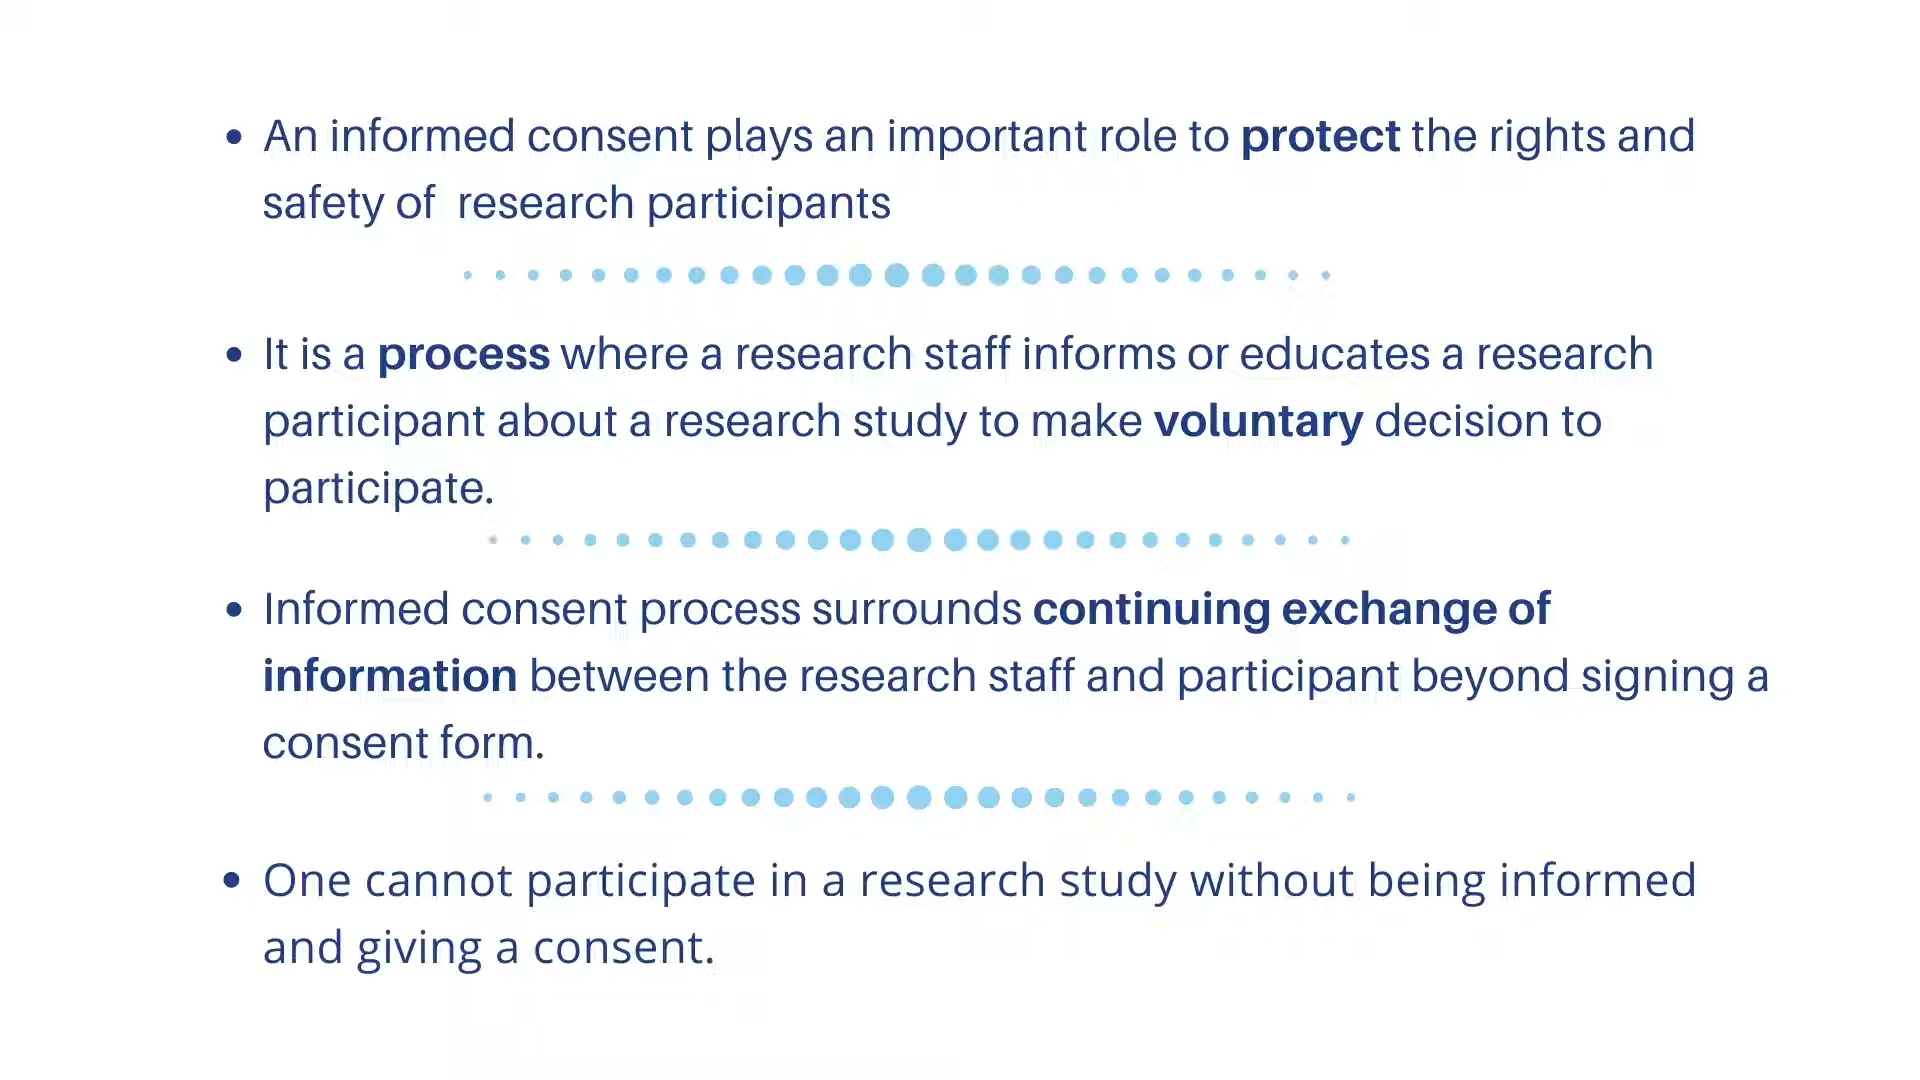 • An informed consent plays an important role to protect the rights and
safety of  research participants
• It is a process where a research staff informs or educates a research
participant about a research study to make voluntary decision to
participate.
• Informed consent process surrounds continuing exchange of
information between the research staff and participant beyond signing a
consent form.
• One cannot participate in a research study without being informed
and giving a consent.